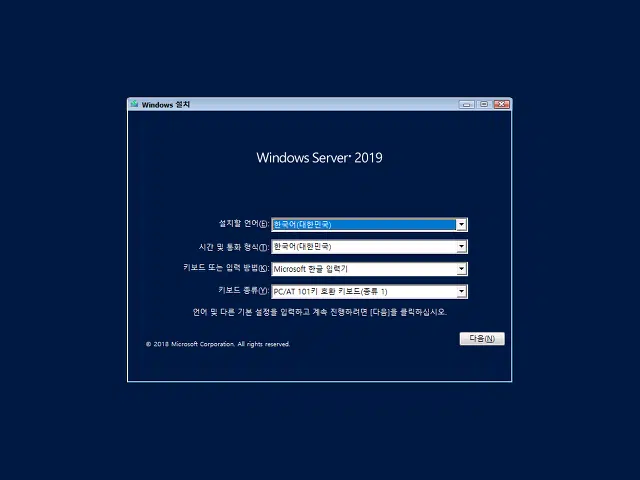 Windows 설치
Windows Server® 2019
설치할 언어(E): 한국어(대한민국)
시간 및 통화 형식(T): 한국어(대한민국)
키보드 또는 입력 방법(K): Microsoft 한글 입력기
키보드 종류(Y): PC/AT 101키 호환 키보드(종류 1)
언어 및 다른 기본 설정을 입력하고 계속 진행하려면 [다음]을 클릭하십시오.
다음(N)
© 2018 Microsoft Corporation. All rights reserved.